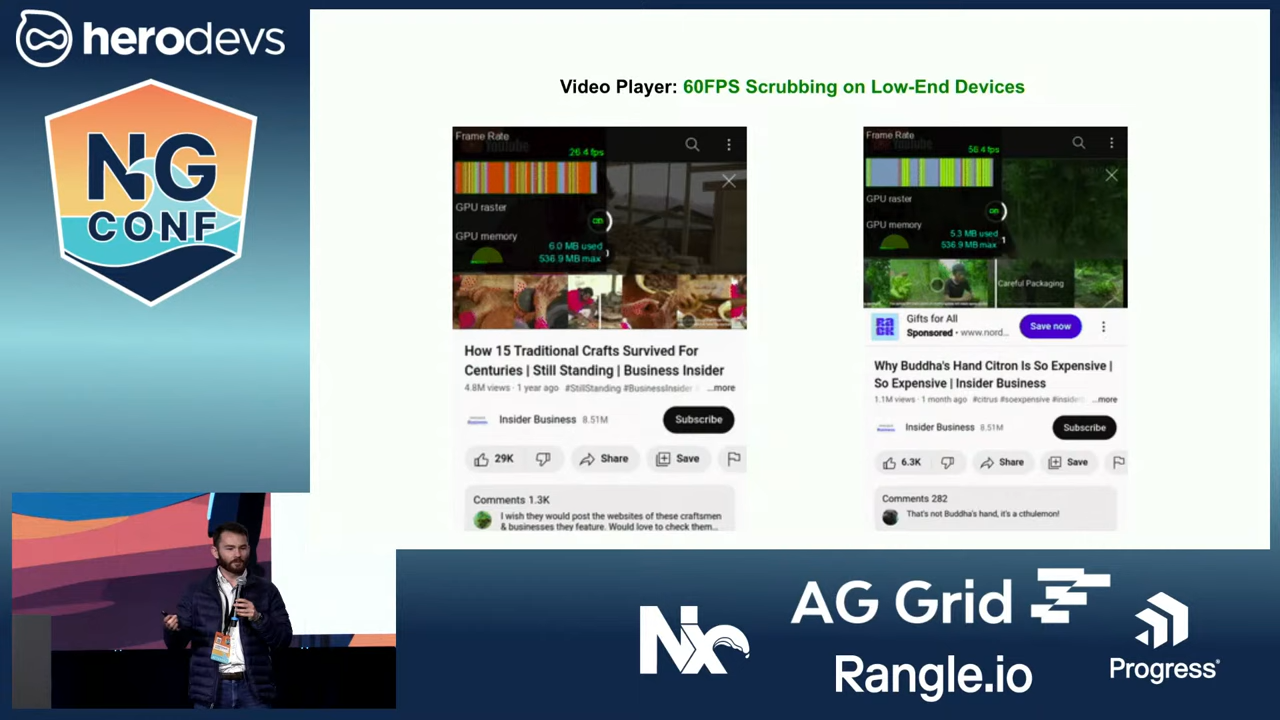 herodevs
NG
CONF
Video Player: 60FPS Scrubbing on Low-End Devices
Frame Rate
YouTube
26.4 fps
GPU raster
on
GPU memory
6.0 MB used
536.9 MB max
How 15 Traditional Crafts Survived For
Centuries | Still Standing | Business Insider
4.8M views · 1 year ago #StillStanding #BusinessInsider ...more
Insider Business 8.51M
Subscribe
29K
Share
Save
Comments 1.3K
I wish they would post the websites of these craftsmen
& businesses they feature. Would love to check them...
Frame Rate
YouTube
56.4 fps
GPU raster
on
GPU memory
5.3 MB used
536.9 MB max
Careful Packaging
Gifts for All
Sponsored · www.nord...
Save now
Why Buddha's Hand Citron Is So Expensive |
So Expensive | Insider Business
1.1M views · 1 month ago #citrus #soexpensive #inside ...more
Insider Business 8.51M
Subscribe
6.3K
Share
Save
Comments 282
That's not Buddha's hand, it's a cthulemon!
Nx
AG Grid
Rangle.io
Progress